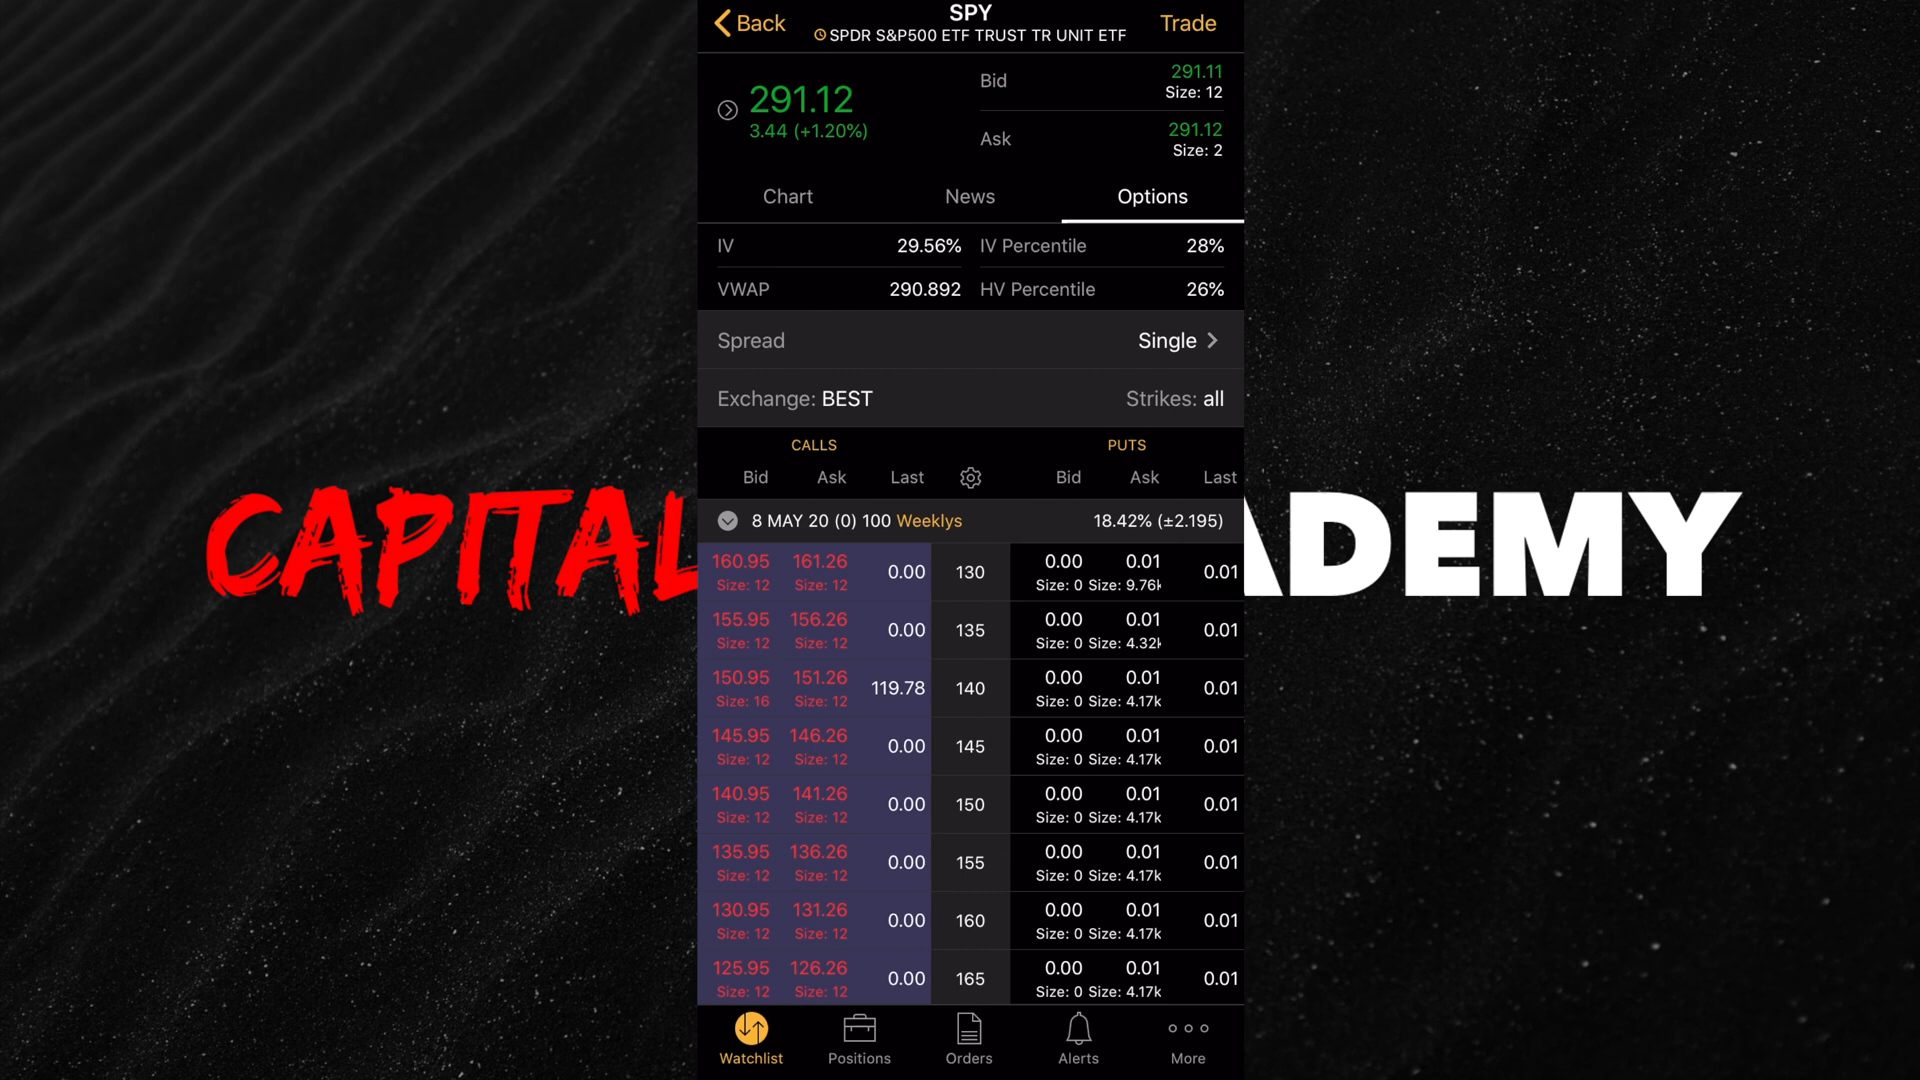 Back
SPY
SPDR S&P500 ETF TRUST TR UNIT ETF
Trade
291.12
3.44 (+1.20%)
Bid
291.11
Size: 12
Ask
291.12
Size: 2
Chart News Options
IV 29.56% IV Percentile 28%
VWAP 290.892 HV Percentile 26%
Spread Single
Exchange: BEST Strikes: all
CALLS PUTS
Bid Ask Last Bid Ask Last
8 MAY 20 (0) 100 Weeklys 18.42% (±2.195)
160.95 161.26 0.00 130 0.00 0.01 0.01
Size: 12 Size: 12 Size: 0 Size: 9.76k
155.95 156.26 0.00 135 0.00 0.01 0.01
Size: 12 Size: 12 Size: 0 Size: 4.32k
150.95 151.26 119.78 140 0.00 0.01 0.01
Size: 16 Size: 12 Size: 0 Size: 4.17k
145.95 146.26 0.00 145 0.00 0.01 0.01
Size: 12 Size: 12 Size: 0 Size: 4.17k
140.95 141.26 0.00 150 0.00 0.01 0.01
Size: 12 Size: 12 Size: 0 Size: 4.17k
135.95 136.26 0.00 155 0.00 0.01 0.01
Size: 12 Size: 12 Size: 0 Size: 4.17k
130.95 131.26 0.00 160 0.00 0.01 0.01
Size: 12 Size: 12 Size: 0 Size: 4.17k
125.95 126.26 0.00 165 0.00 0.01 0.01
Size: 12 Size: 12 Size: 0 Size: 4.17k
Watchlist Positions Orders Alerts More
CAPITAL ADEMY